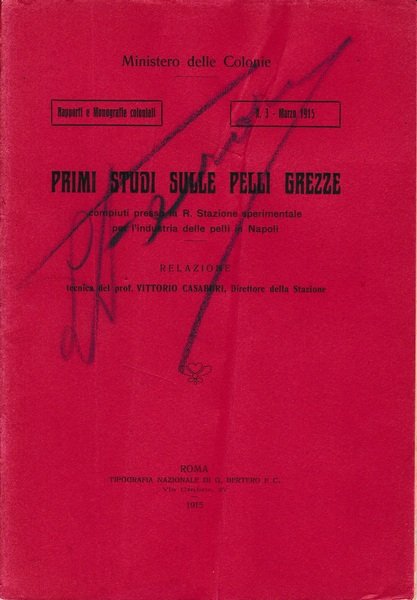 Ministero delle Colonie
Rapporti e Monografie coloniali
N. 3 - Marzo 1915
PRIMI STUDI SULLE PELLI GREZZE
compiuti presso la R. Stazione sperimentale
per l'industria delle pelli in Napoli
RELAZIONE
tecnica del prof. VITTORIO CASABURI, Direttore della Stazione
ROMA
TIPOGRAFIA NAZIONALE DI G. BERTERO E C.
Via Umbria
1915